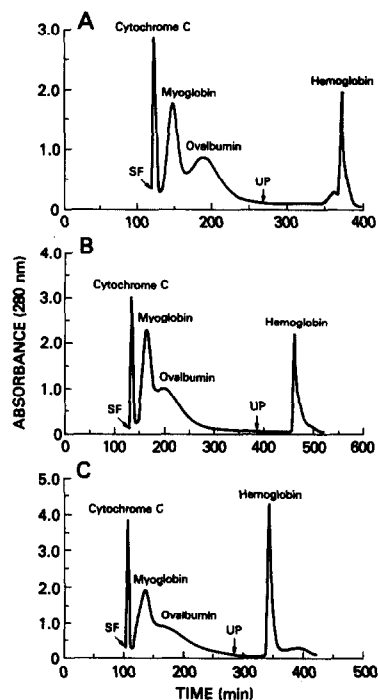 A
Cytochrome C
3.0
Myoglobin
Hemoglobin
2.0
Ovalbumin
1.0
SF
UP
0
0 100 200 300 400
B
4.0
Cytochrome C
3.0
Myoglobin
Hemoglobin
2.0
Ovalbumin
1.0
SF
UP
0
0 100 200 300 400 500 600
ABSORBANCE (280 nm)
C
5.0
Hemoglobin
Cytochrome C
4.0
3.0
Myoglobin
2.0
Ovalbumin
1.0
SF
UP
0
0 100 200 300 400 500
TIME (min)